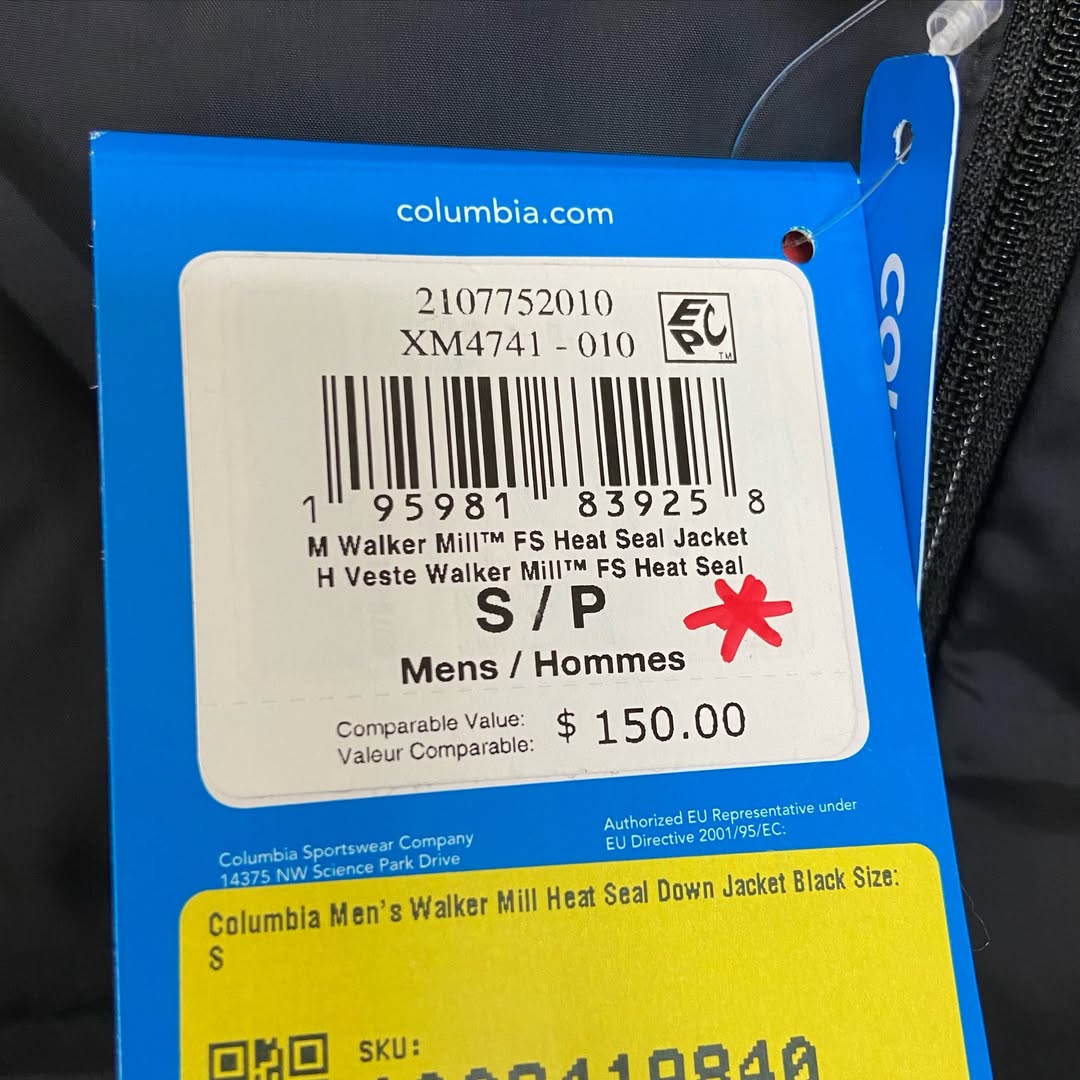 columbia.com
2107752010
XM4741 - 010
EPC
TM
1 95981 83925 8
M Walker Mill™ FS Heat Seal Jacket
H Veste Walker Mill™ FS Heat Seal
S / P
Mens / Hommes
Comparable Value:
Valeur Comparable:
$ 150.00
Columbia Sportswear Company
14375 NW Science Park Drive
Authorized EU Representative under
EU Directive 2001/95/EC:
Columbia Men's Walker Mill Heat Seal Down Jacket Black Size:
S
SKU: